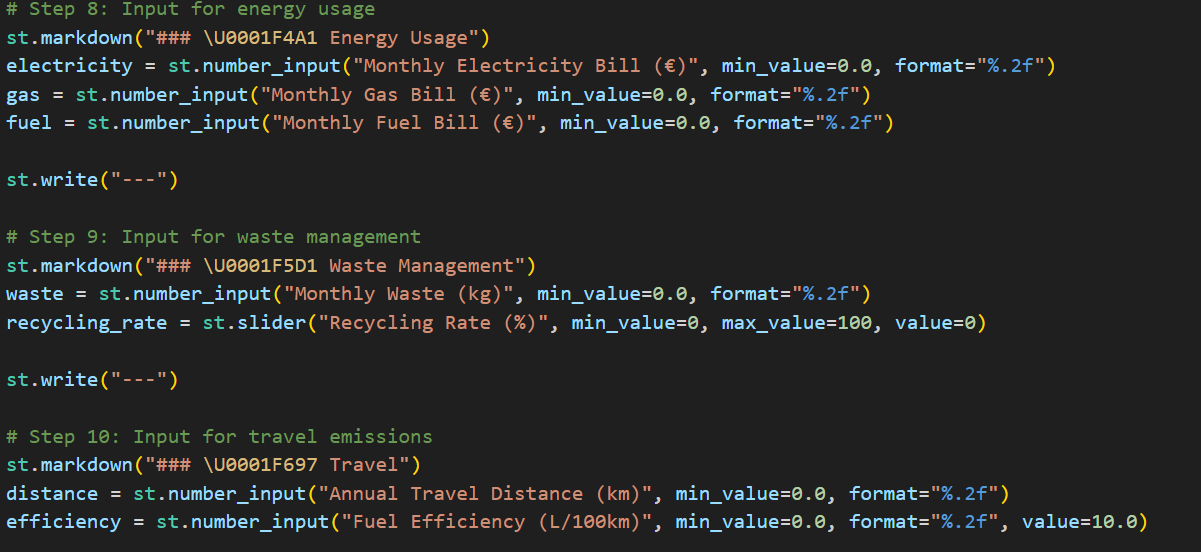 # Step 8: Input for energy usage
st.markdown("### \U0001F4A1 Energy Usage")
electricity = st.number_input("Monthly Electricity Bill (€)", min_value=0.0, format="%.2f")
gas = st.number_input("Monthly Gas Bill (€)", min_value=0.0, format="%.2f")
fuel = st.number_input("Monthly Fuel Bill (€)", min_value=0.0, format="%.2f")
st.write("---")
# Step 9: Input for waste management
st.markdown("### \U0001F5D1 Waste Management")
waste = st.number_input("Monthly Waste (kg)", min_value=0.0, format="%.2f")
recycling_rate = st.slider("Recycling Rate (%)", min_value=0, max_value=100, value=0)
st.write("---")
# Step 10: Input for travel emissions
st.markdown("### \U0001F697 Travel")
distance = st.number_input("Annual Travel Distance (km)", min_value=0.0, format="%.2f")
efficiency = st.number_input("Fuel Efficiency (L/100km)", min_value=0.0, format="%.2f", value=10.0)